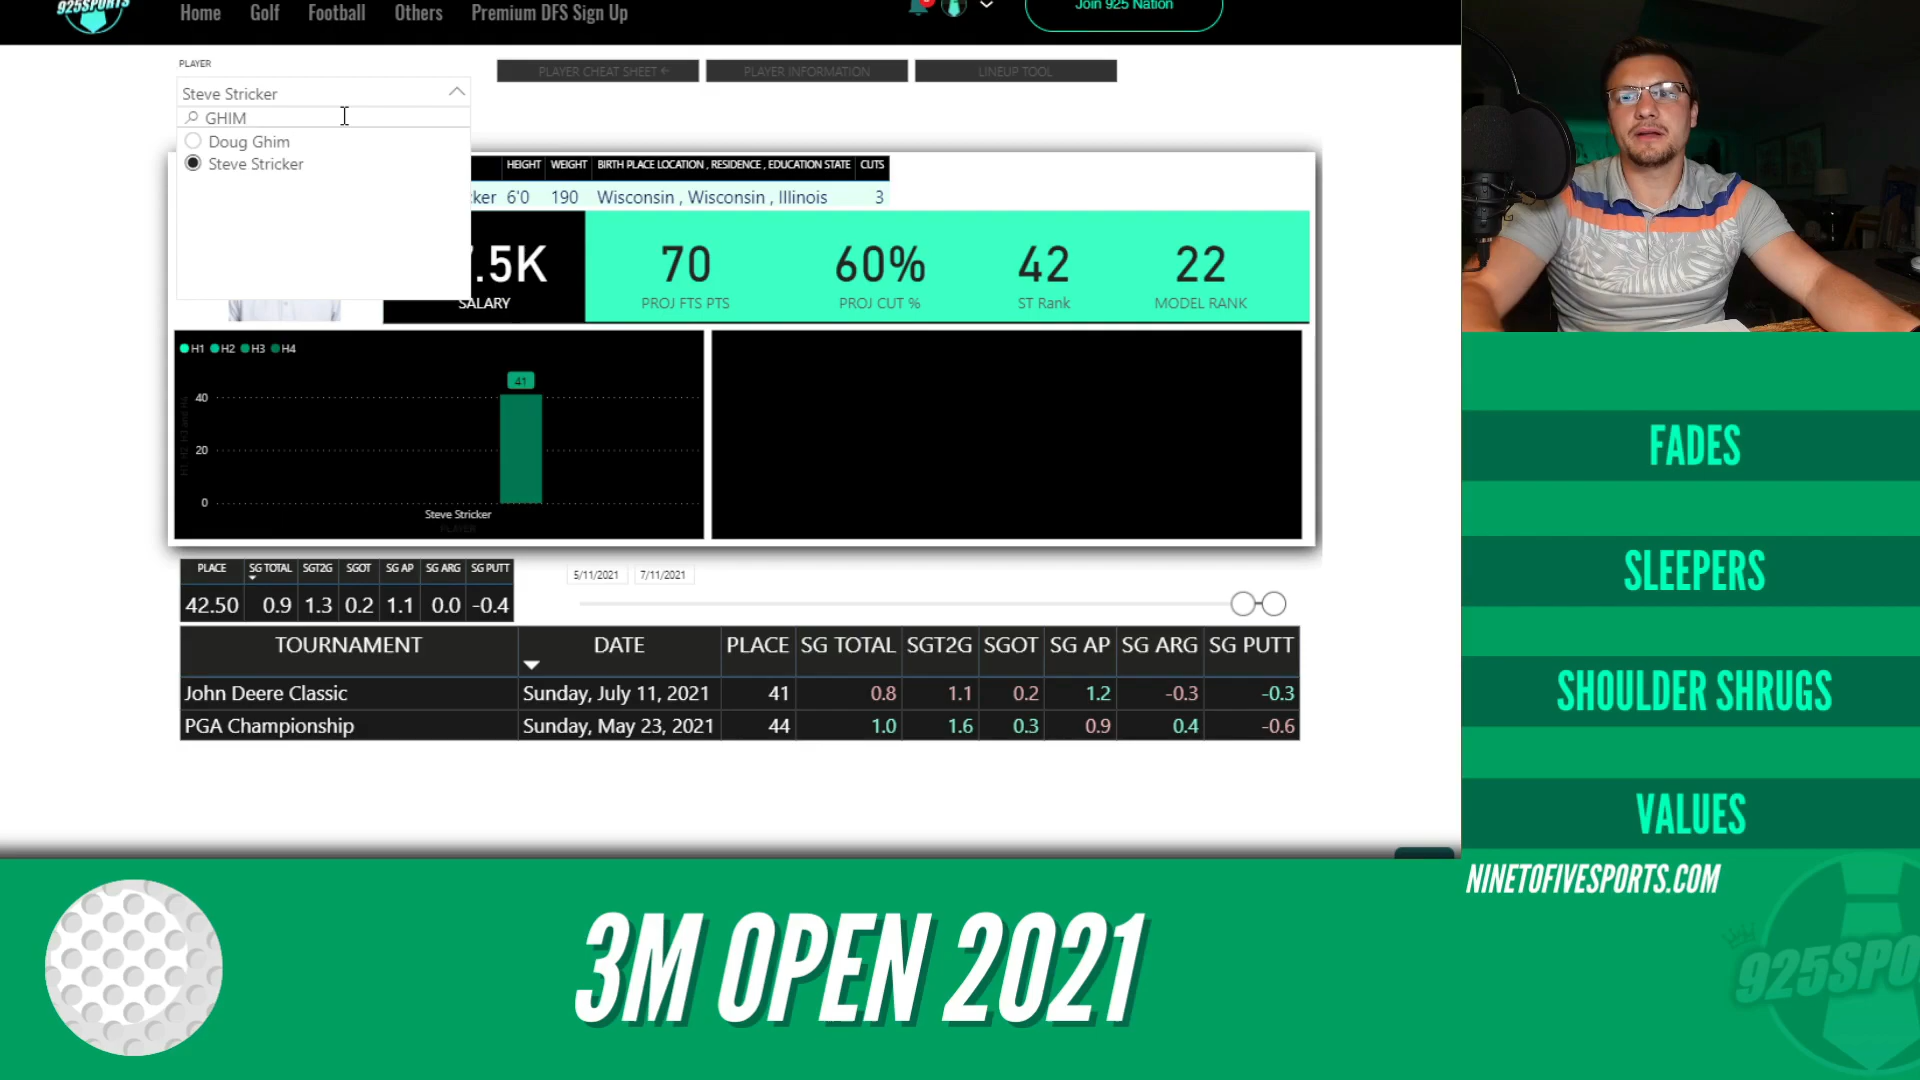 925SPORTS
Home Golf Football Others Premium DFS Sign Up
Join 925 Nation
PLAYER
PLAYER CHEAT SHEET ← PLAYER INFORMATION LINEUP TOOL
Steve Stricker
GHIM
Doug Ghim
Steve Stricker
HEIGHT WEIGHT BIRTH PLACE LOCATION , RESIDENCE , EDUCATION STATE CUTS
cker 6'0 190 Wisconsin , Wisconsin , Illinois 3
.5K 70 60% 42 22
SALARY PROJ FTS PTS PROJ CUT % ST Rank MODEL RANK
H1 H2 H3 H4
41
40
20
0
Steve Stricker
PLAYER
PLACE SG TOTAL SGT2G SGOT SG AP SG ARG SG PUTT
42.50 0.9 1.3 0.2 1.1 0.0 -0.4
5/11/2021 7/11/2021
TOURNAMENT DATE PLACE SG TOTAL SGT2G SGOT SG AP SG ARG SG PUTT
John Deere Classic Sunday, July 11, 2021 41 0.8 1.1 0.2 1.2 -0.3 -0.3
PGA Championship Sunday, May 23, 2021 44 1.0 1.6 0.3 0.9 0.4 -0.6
FADES
SLEEPERS
SHOULDER SHRUGS
VALUES
NINETOFIVESPORTS.COM
3M OPEN 2021
925SPO